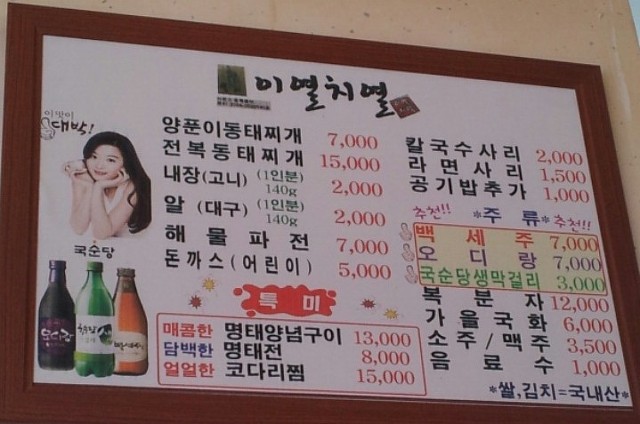 이열치열
이 맛이
대박!
국순당
양푼이동태찌개 7,000
전복동태찌개 15,000
내장(고니) (1인분) 140g 2,000
알 (대구) (1인분) 140g 2,000
해물파전 7,000
돈까스(어린이) 5,000
특미
매콤한 명태양념구이 13,000
담백한 명태전 8,000
얼얼한 코다리찜 15,000
칼국수사리 2,000
라면사리 1,500
공기밥추가 1,000
추천!! *주류* 추천!!
백세주 7,000
오디랑 7,000
국순당생막걸리 3,000
복분자 12,000
가을국화 6,000
소주/맥주 3,500
음료수 1,000
*쌀,김치=국내산*